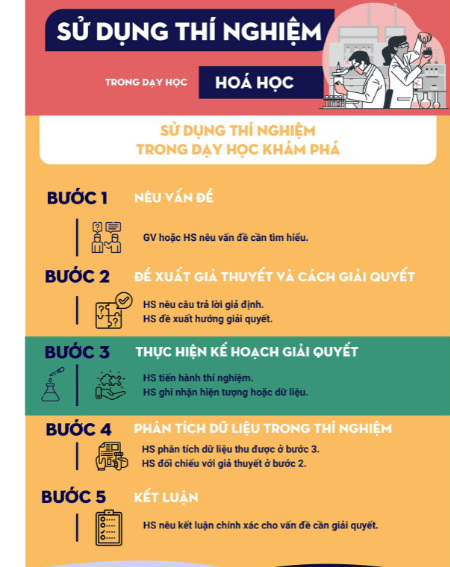 SỬ DỤNG THÍ NGHIỆM
TRONG DẠY HỌC
HOÁ HỌC
SỬ DỤNG THÍ NGHIỆM
TRONG DẠY HỌC KHÁM PHÁ
BƯỚC 1
NÊU VẤN ĐỀ
GV hoặc HS nêu vấn đề cần tìm hiểu.
BƯỚC 2
ĐỀ XUẤT GIẢ THUYẾT VÀ CÁCH GIẢI QUYẾT
HS nêu câu trả lời giả định.
HS đề xuất hướng giải quyết.
BƯỚC 3
THỰC HIỆN KẾ HOẠCH GIẢI QUYẾT
HS tiến hành thí nghiệm.
HS ghi nhận hiện tượng hoặc dữ liệu.
BƯỚC 4
PHÂN TÍCH DỮ LIỆU TRONG THÍ NGHIỆM
HS phân tích dữ liệu thu được ở bước 3.
HS đối chiếu với giả thuyết ở bước 2.
BƯỚC 5
KẾT LUẬN
HS nêu kết luận chính xác cho vấn đề cần giải quyết.